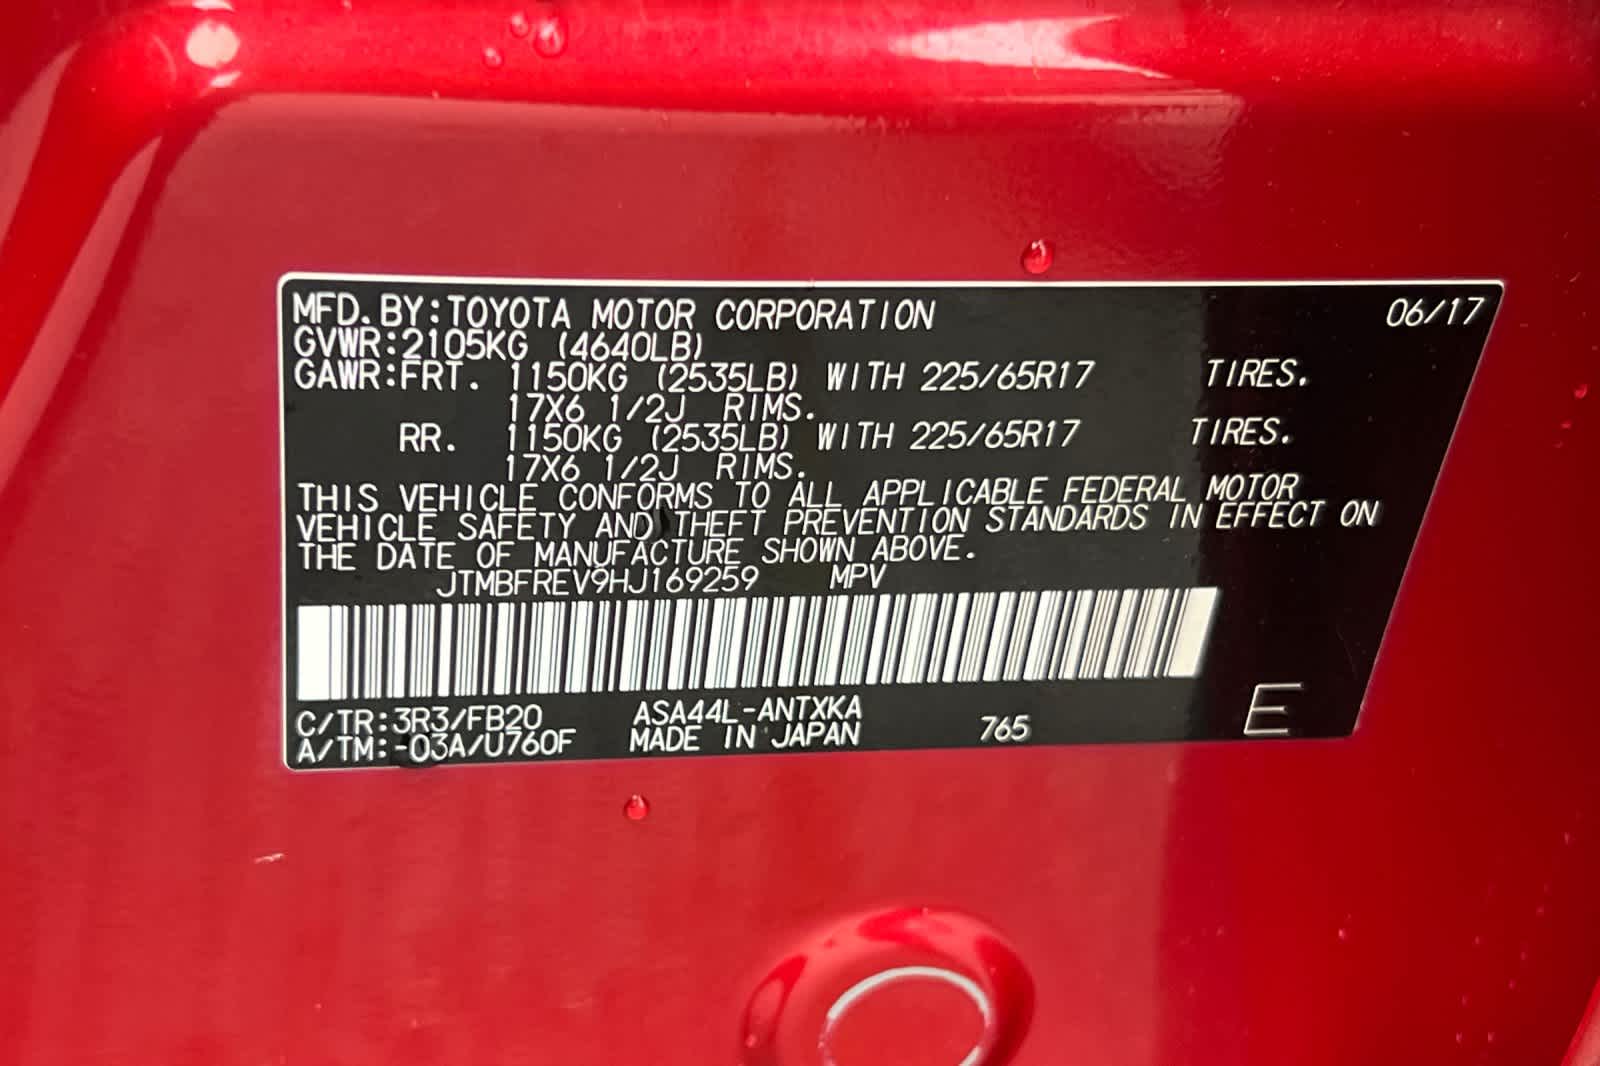 MFD. BY: TOYOTA MOTOR CORPORATION 06/17
GVWR: 2105KG (4640LB)
GAWR: FRT. 1150KG (2535LB) WITH 225/65R17 TIRES.
17X6 1/2J RIMS.
RR. 1150KG (2535LB) WITH 225/65R17 TIRES.
17X6 1/2J RIMS.
THIS VEHICLE CONFORMS TO ALL APPLICABLE FEDERAL MOTOR
VEHICLE SAFETY AND THEFT PREVENTION STANDARDS IN EFFECT ON
THE DATE OF MANUFACTURE SHOWN ABOVE.
JTMBFREV9HJ169259 MPV
C/TR: 3R3/FB20 ASA44L-ANTXKA 765 E
A/TM: -03A/U760F MADE IN JAPAN